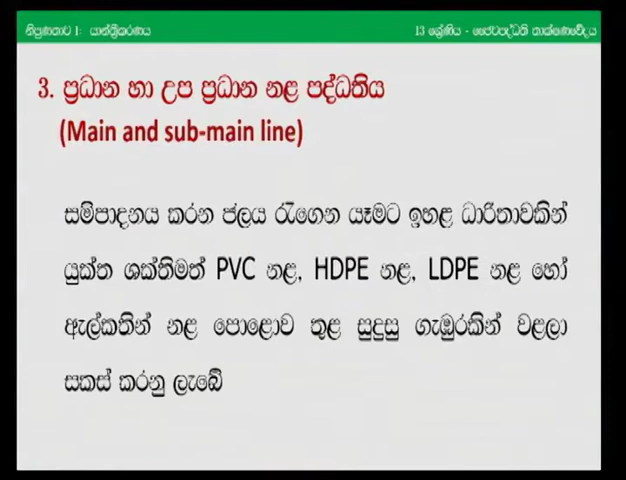 නිපුණතාව 1: යාන්ත්‍රීකරණය
13 ශ්‍රේණිය - ජෛවපද්ධති තාක්ෂණවේදය
3. ප්‍රධාන හා උප ප්‍රධාන නළ පද්ධතිය
(Main and sub-main line)
සම්පාදනය කරන ජලය රැගෙන යෑමට ඉහළ ධාරිතාවකින්
යුක්ත ශක්තිමත් PVC නළ, HDPE නළ, LDPE නළ හෝ
ඇල්කතින් නළ පොළොව තුළ සුදුසු ගැඹුරකින් වළලා
සකස් කරනු ලැබේ